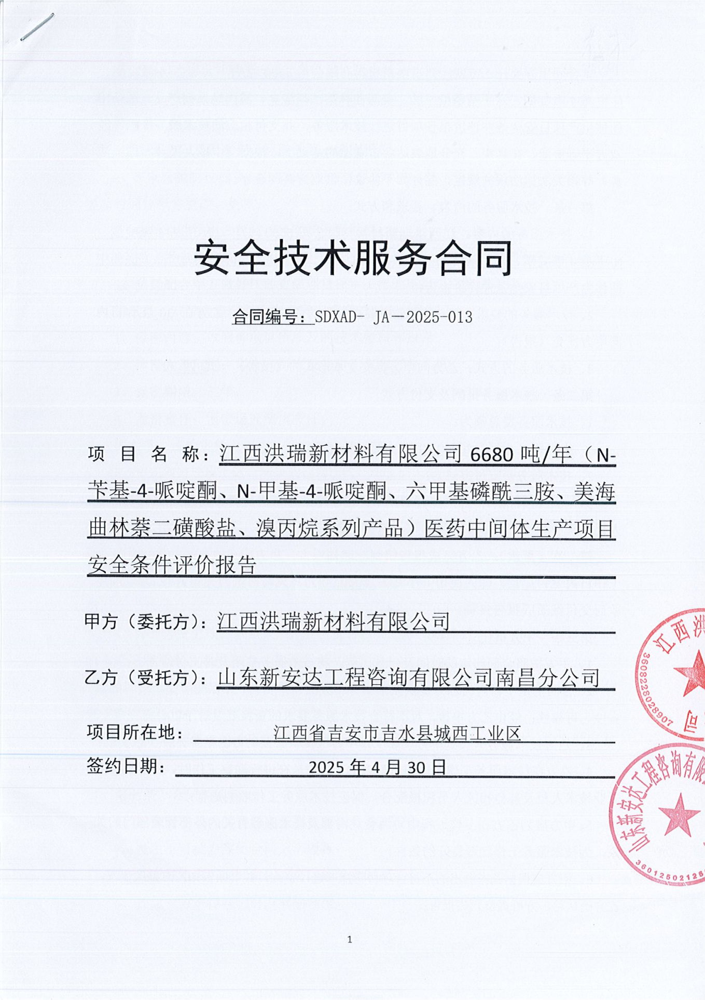 安全技术服务合同
合同编号：SDXAD- JA－2025-013
项 目 名 称：江西洪瑞新材料有限公司 6680 吨/年（N-
苄基-4-哌啶酮、N-甲基-4-哌啶酮、六甲基磷酰三胺、美海
曲林萘二磺酸盐、溴丙烷系列产品）医药中间体生产项目
安全条件评价报告
甲方（委托方）：江西洪瑞新材料有限公司
乙方（受托方）：山东新安达工程咨询有限公司南昌分公司
项目所在地：江西省吉安市吉水县城西工业区
签约日期：2025 年 4 月 30 日
江西洪
司
3608228028907
山东新安达工程咨询有限
36012502125
1